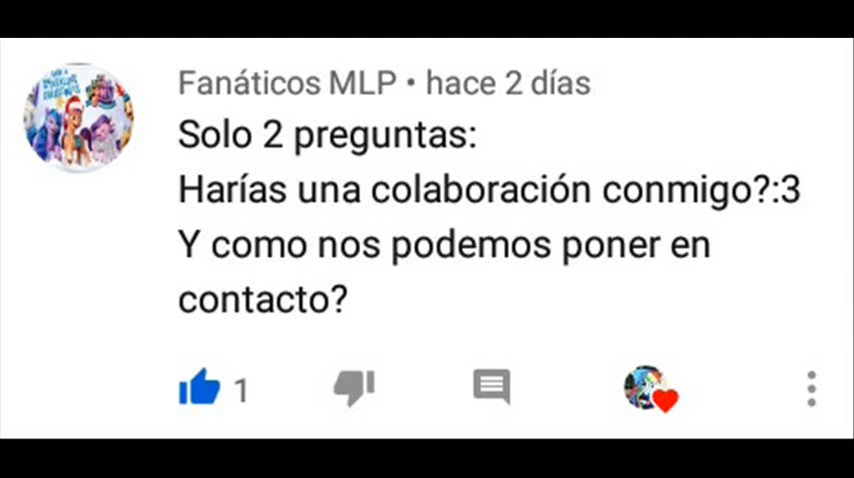 Fanáticos MLP • hace 2 días
Solo 2 preguntas:
Harías una colaboración conmigo?:3
Y como nos podemos poner en
contacto?
1